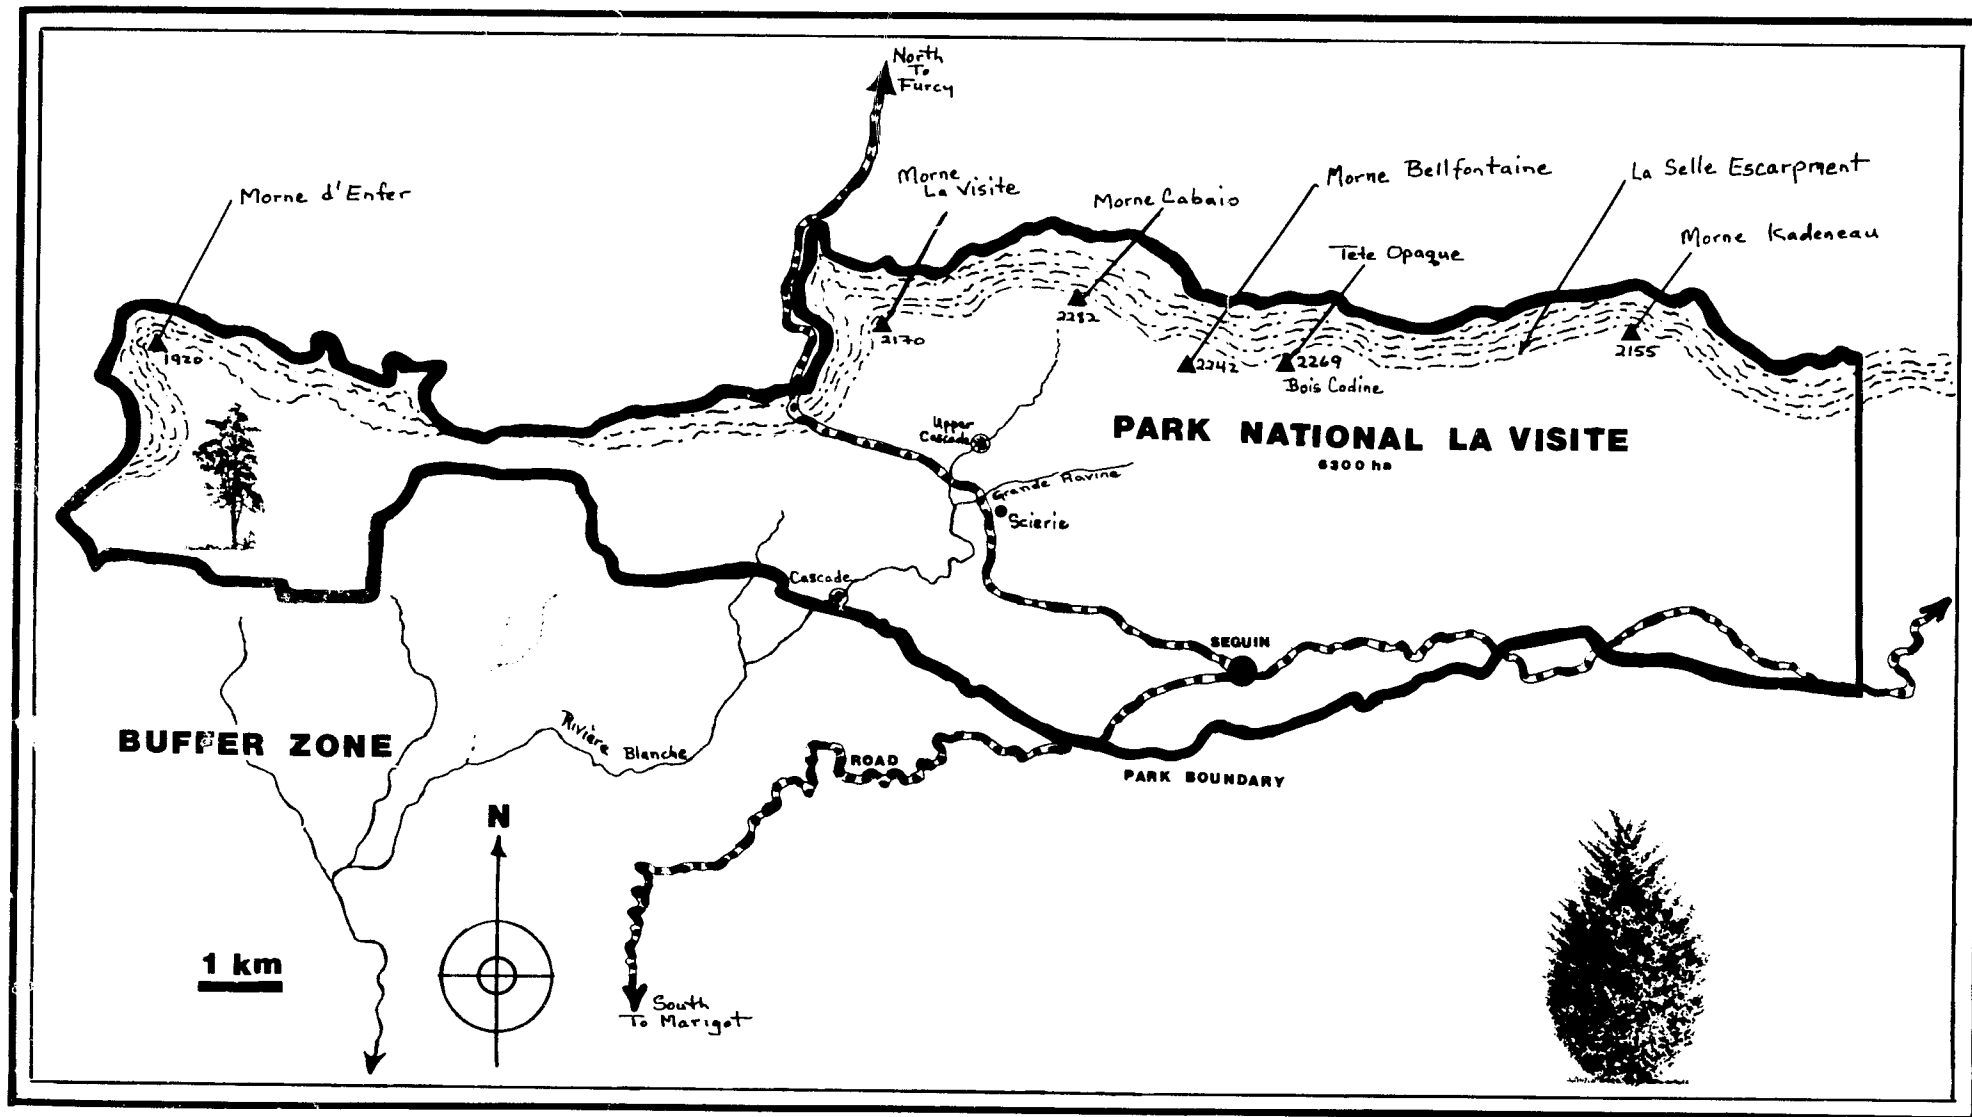 North
To
Furcy
Morne d'Enfer
Morne
La Visite
Morne Cabaio
Morne Bellfontaine
La Selle Escarpment
Tete Opaque
Morne Kadeneau
1920
2170
2282
2242
2269
Bois Codine
2155
Upper
Cascade
PARK NATIONAL LA VISITE
6300 ha
Grande Ravine
Scierie
Cascade
SEGUIN
BUFFER ZONE
Rivière Blanche
ROAD
PARK BOUNDARY
N
1 km
South
To Marigot